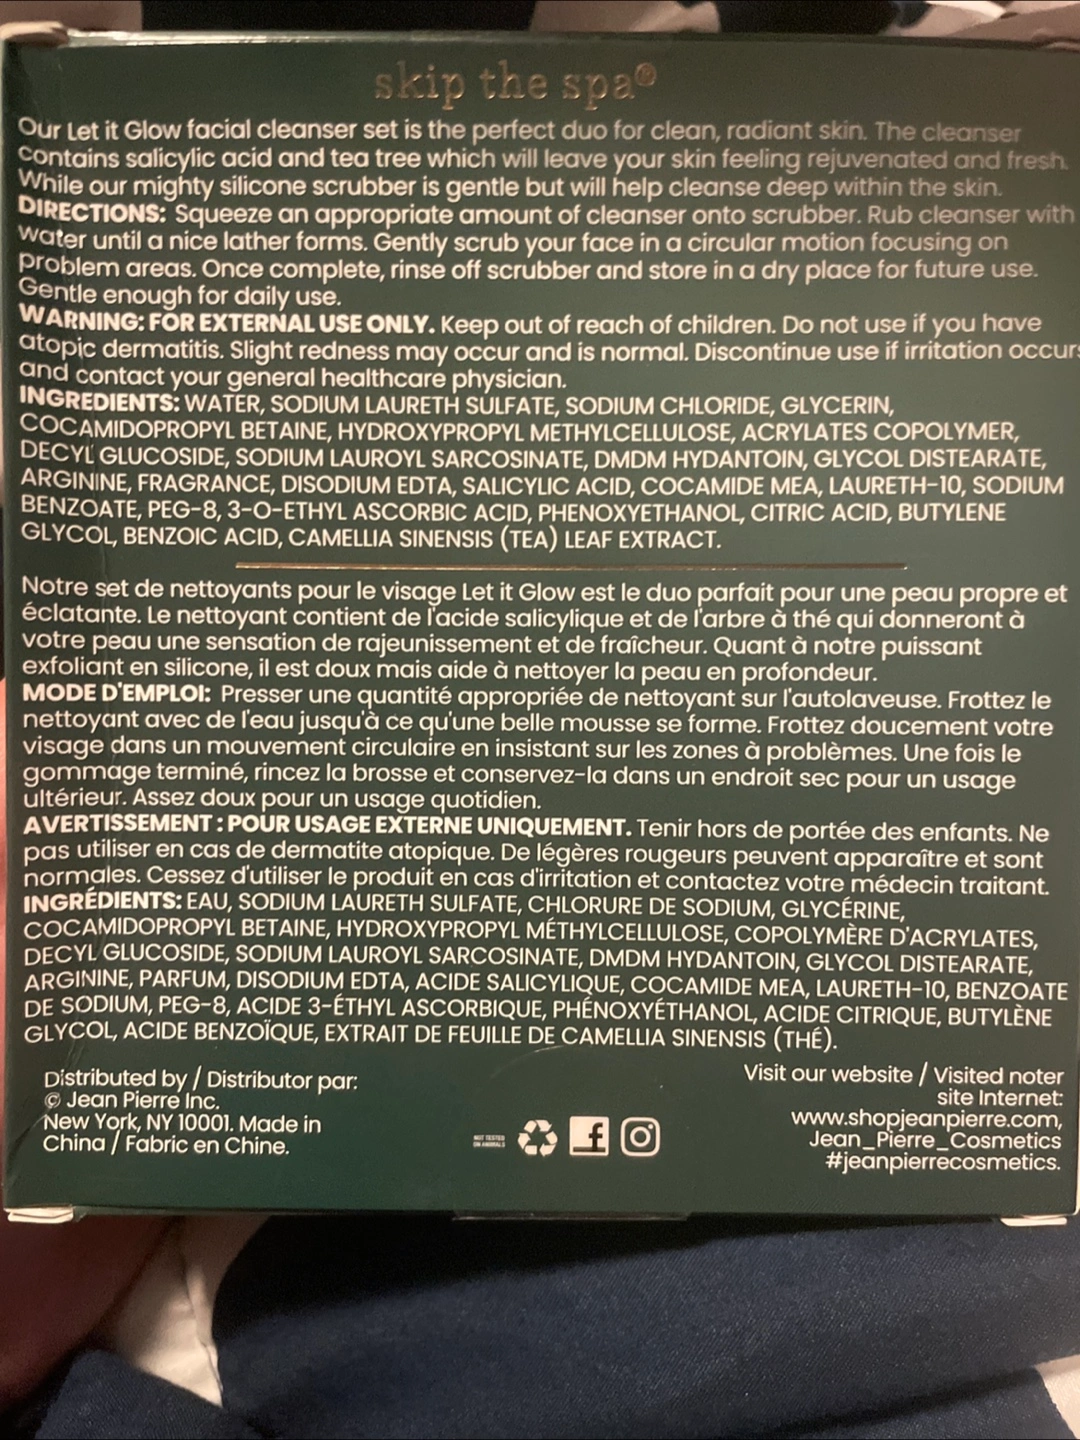 skip the spa®
Our Let it Glow facial cleanser set is the perfect duo for clean, radiant skin. The cleanser
contains salicylic acid and tea tree which will leave your skin feeling rejuvenated and fresh.
While our mighty silicone scrubber is gentle but will help cleanse deep within the skin.
DIRECTIONS: Squeeze an appropriate amount of cleanser onto scrubber. Rub cleanser with
water until a nice lather forms. Gently scrub your face in a circular motion focusing on
problem areas. Once complete, rinse off scrubber and store in a dry place for future use.
Gentle enough for daily use.
WARNING: FOR EXTERNAL USE ONLY. Keep out of reach of children. Do not use if you have
atopic dermatitis. Slight redness may occur and is normal. Discontinue use if irritation occurs
and contact your general healthcare physician.
INGREDIENTS: WATER, SODIUM LAURETH SULFATE, SODIUM CHLORIDE, GLYCERIN,
COCAMIDOPROPYL BETAINE, HYDROXYPROPYL METHYLCELLULOSE, ACRYLATES COPOLYMER,
DECYL GLUCOSIDE, SODIUM LAUROYL SARCOSINATE, DMDM HYDANTOIN, GLYCOL DISTEARATE,
ARGININE, FRAGRANCE, DISODIUM EDTA, SALICYLIC ACID, COCAMIDE MEA, LAURETH-10, SODIUM
BENZOATE, PEG-8, 3-O-ETHYL ASCORBIC ACID, PHENOXYETHANOL, CITRIC ACID, BUTYLENE
GLYCOL, BENZOIC ACID, CAMELLIA SINENSIS (TEA) LEAF EXTRACT.
Notre set de nettoyants pour le visage Let it Glow est le duo parfait pour une peau propre et
éclatante. Le nettoyant contient de l'acide salicylique et de l'arbre à thé qui donneront à
votre peau une sensation de rajeunissement et de fraîcheur. Quant à notre puissant
exfoliant en silicone, il est doux mais aide à nettoyer la peau en profondeur.
MODE D'EMPLOI: Presser une quantité appropriée de nettoyant sur l'autolaveuse. Frottez le
nettoyant avec de l'eau jusqu'à ce qu'une belle mousse se forme. Frottez doucement votre
visage dans un mouvement circulaire en insistant sur les zones à problèmes. Une fois le
gommage terminé, rincez la brosse et conservez-la dans un endroit sec pour un usage
ultérieur. Assez doux pour un usage quotidien.
AVERTISSEMENT : POUR USAGE EXTERNE UNIQUEMENT. Tenir hors de portée des enfants. Ne
pas utiliser en cas de dermatite atopique. De légères rougeurs peuvent apparaître et sont
normales. Cessez d'utiliser le produit en cas d'irritation et contactez votre médecin traitant.
INGRÉDIENTS: EAU, SODIUM LAURETH SULFATE, CHLORURE DE SODIUM, GLYCÉRINE,
COCAMIDOPROPYL BETAINE, HYDROXYPROPYL MÉTHYLCELLULOSE, COPOLYMÈRE D'ACRYLATES,
DECYL GLUCOSIDE, SODIUM LAUROYL SARCOSINATE, DMDM HYDANTOIN, GLYCOL DISTEARATE,
ARGININE, PARFUM, DISODIUM EDTA, ACIDE SALICYLIQUE, COCAMIDE MEA, LAURETH-10, BENZOATE
DE SODIUM, PEG-8, ACIDE 3-ÉTHYL ASCORBIQUE, PHÉNOXYÉTHANOL, ACIDE CITRIQUE, BUTYLÈNE
GLYCOL, ACIDE BENZOÏQUE, EXTRAIT DE FEUILLE DE CAMELLIA SINENSIS (THÉ).
Distributed by / Distributor par:
© Jean Pierre Inc.
New York, NY 10001. Made in
China / Fabric en Chine.
NOT TESTED
ON ANIMALS
Visit our website / Visited noter
site Internet:
www.shopjeanpierre.com,
Jean_Pierre_Cosmetics
#jeanpierrecosmetics.